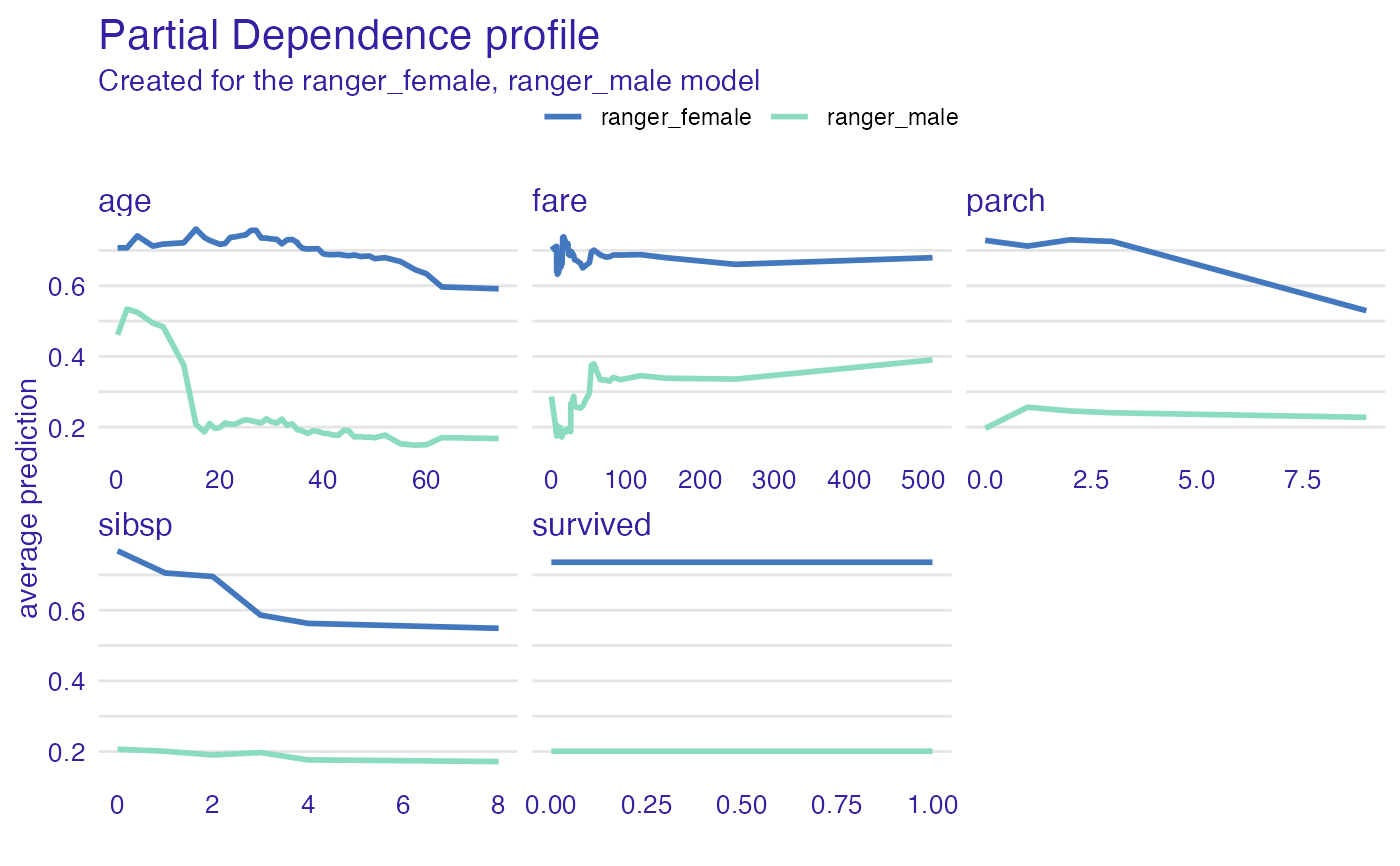 Partial Dependence profile
Created for the ranger_female, ranger_male model
ranger_female ranger_male
age fare parch
0.6
0.4
0.2
0 20 40 60 0 100 200 300 400 500 0.0 2.5 5.0 7.5
average prediction
sibsp survived
0.6
0.4
0.2
0 2 4 6 8 0.00 0.25 0.50 0.75 1.00